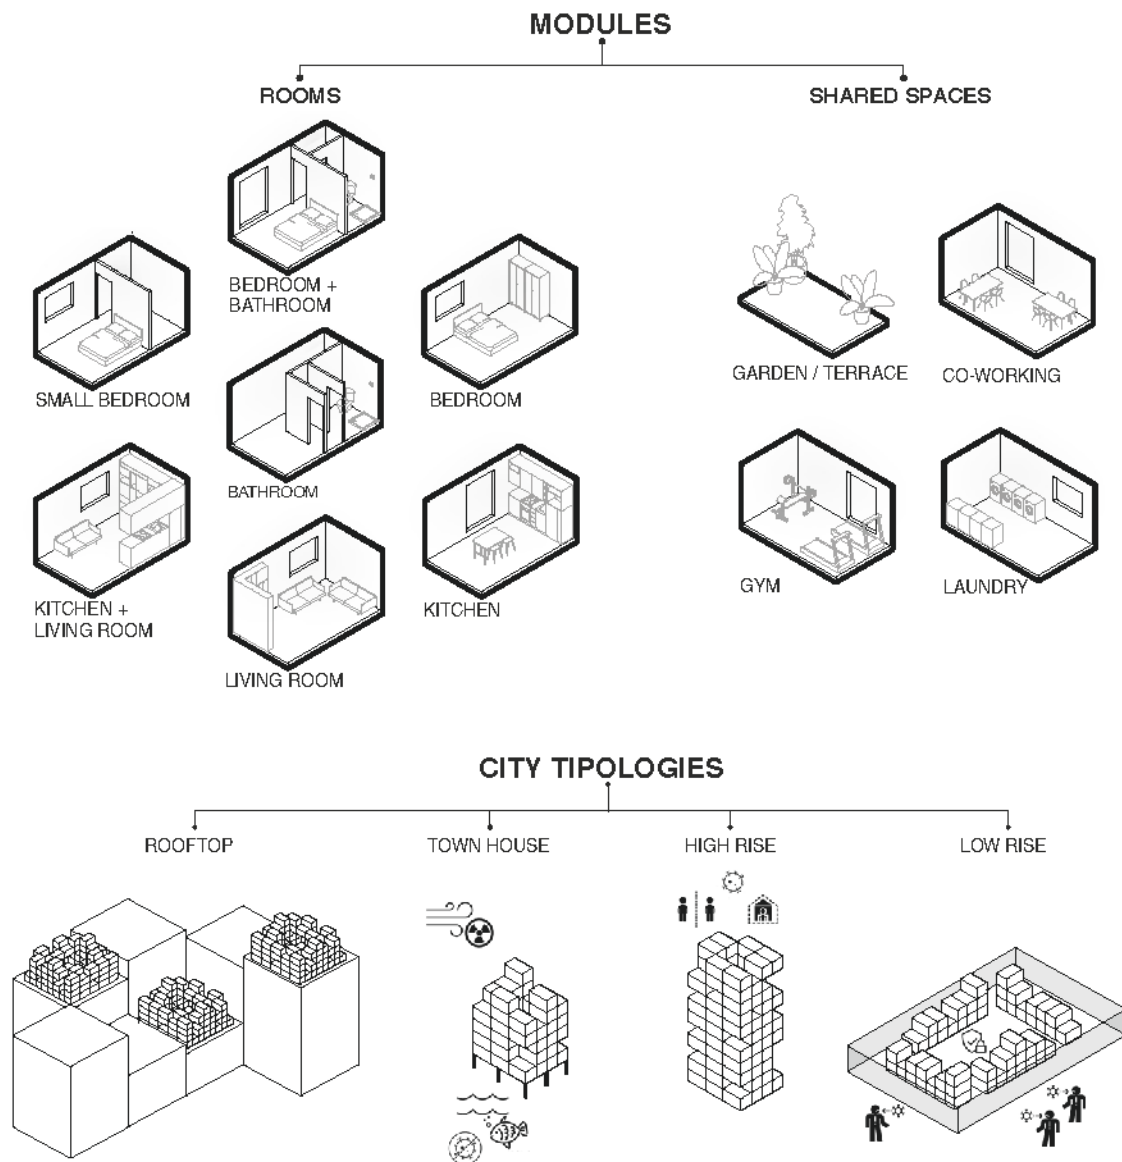 MODULES
ROOMS
SHARED SPACES
BEDROOM +
BATHROOM
SMALL BEDROOM
BEDROOM
GARDEN / TERRACE
CO-WORKING
BATHROOM
KITCHEN +
LIVING ROOM
KITCHEN
GYM
LAUNDRY
LIVING ROOM
CITY TIPOLOGIES
ROOFTOP
TOWN HOUSE
HIGH RISE
LOW RISE